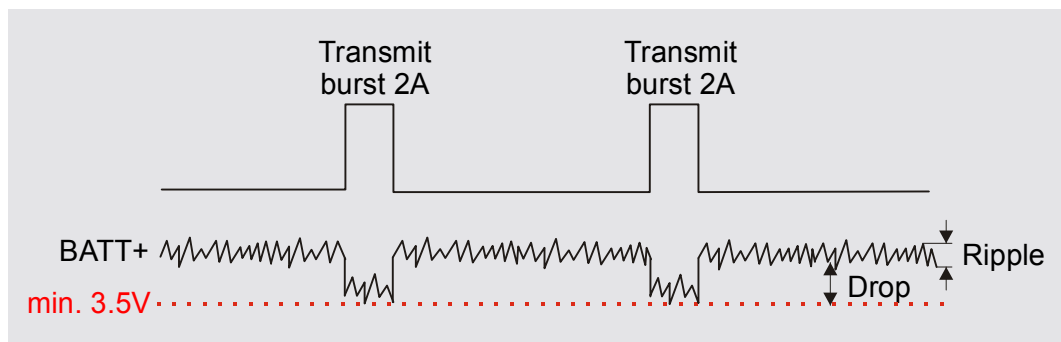 Transmit
burst 2A
Transmit
burst 2A
BATT+
Ripple
Drop
min. 3.5V